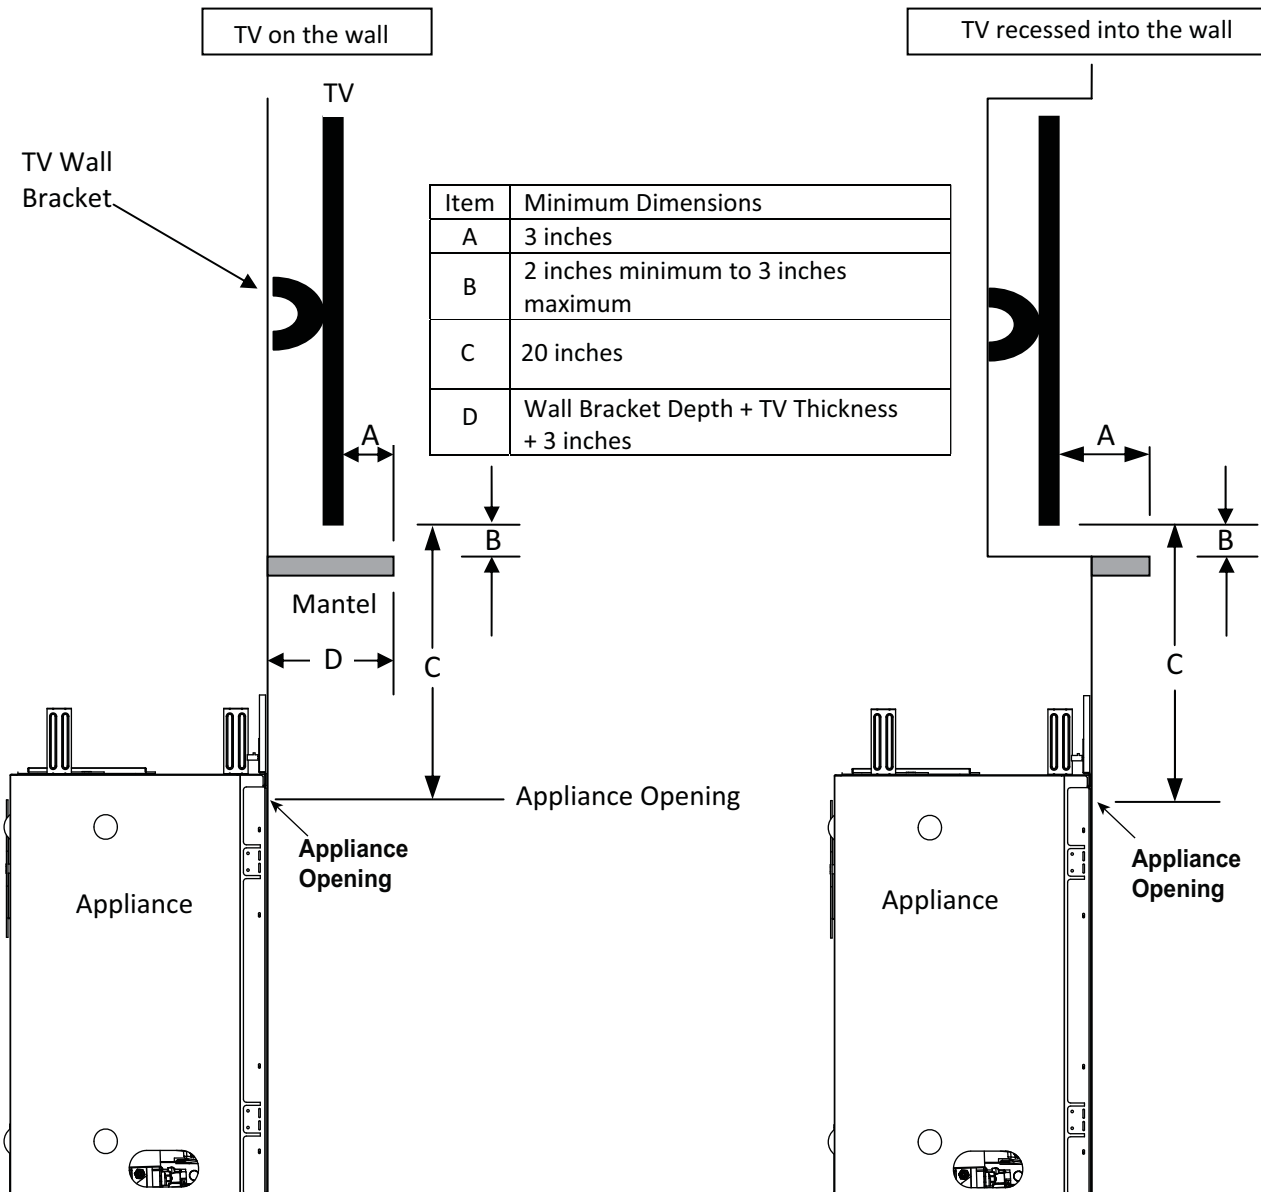 TV on the wall
TV recessed into the wall
TV
TV Wall
Bracket
Item Minimum Dimensions
A 3 inches
B 2 inches minimum to 3 inches
maximum
C 20 inches
D Wall Bracket Depth + TV Thickness
+ 3 inches
A
A
B
B
Mantel
D
C
C
Appliance Opening
Appliance
Opening
Appliance
Opening
Appliance
Appliance